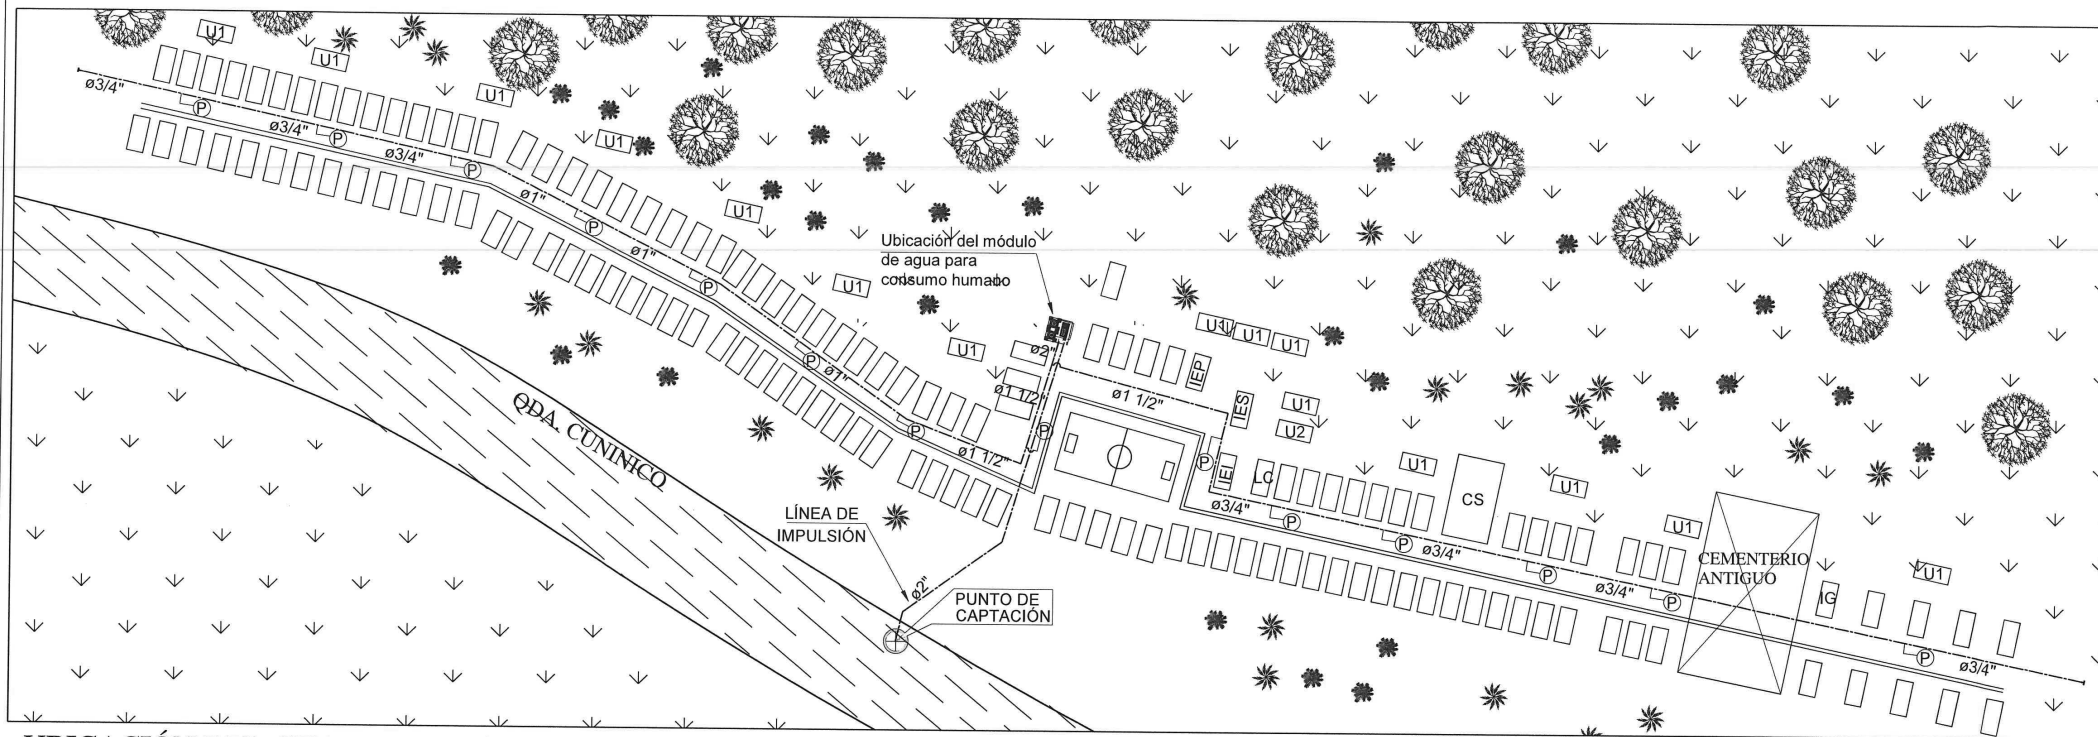 U1
U1
U1
U1
U1
U1
U1
ø3/4"
P
ø3/4"
P
ø3/4"
P
ø1"
P
ø1"
P
P
ø1"
P
ø1 1/2"
Ubicación del módulo
de agua para
consumo humano
ø2"
ø1 1/2"
P
ø1 1/2"
IEP
IES
IEI
P
LC
U1
U1
U1
U1
U2
U1
CS
U1
U1
CEMENTERIO
ANTIGUO
IG
U1
ø3/4"
P
P
ø3/4"
P
ø3/4"
P
P
ø3/4"
QDA. CUNINICO
LÍNEA DE
IMPULSIÓN
ø2"
PUNTO DE
CAPTACIÓN